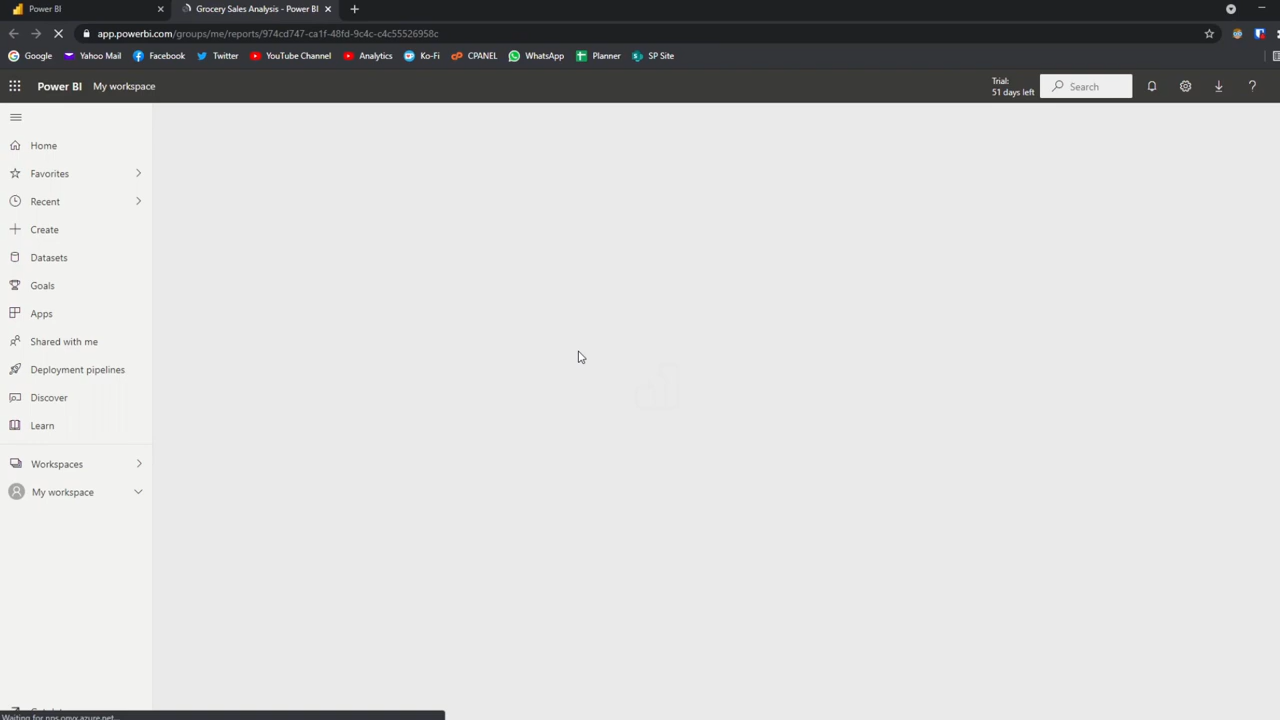 Power BI
Grocery Sales Analysis - Power BI
app.powerbi.com/groups/me/reports/974cd747-ca1f-48fd-9c4c-c4c55526958c
Google
Yahoo Mail
Facebook
Twitter
YouTube Channel
Analytics
Ko-Fi
CPANEL
WhatsApp
Planner
SP Site
Power BI
My workspace
Trial:
51 days left
Search
Home
Favorites
Recent
Create
Datasets
Goals
Apps
Shared with me
Deployment pipelines
Discover
Learn
Workspaces
My workspace